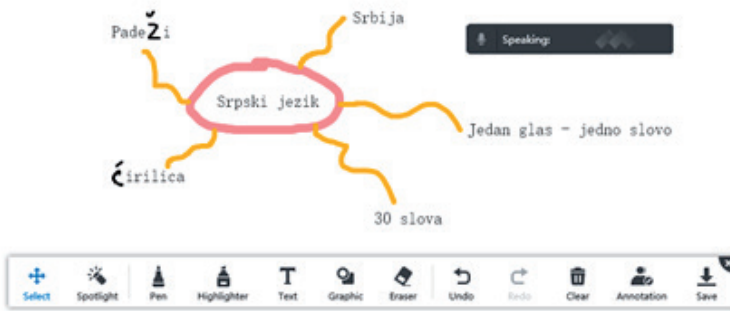 PadeŽi
Srbija
Speaking:
Srpski jezik
Jedan glas - jedno slovo
Ćirilica
30 slova
Select Spotlight Pen Highlighter Text Graphic Eraser Undo Redo Clear Annotation Save